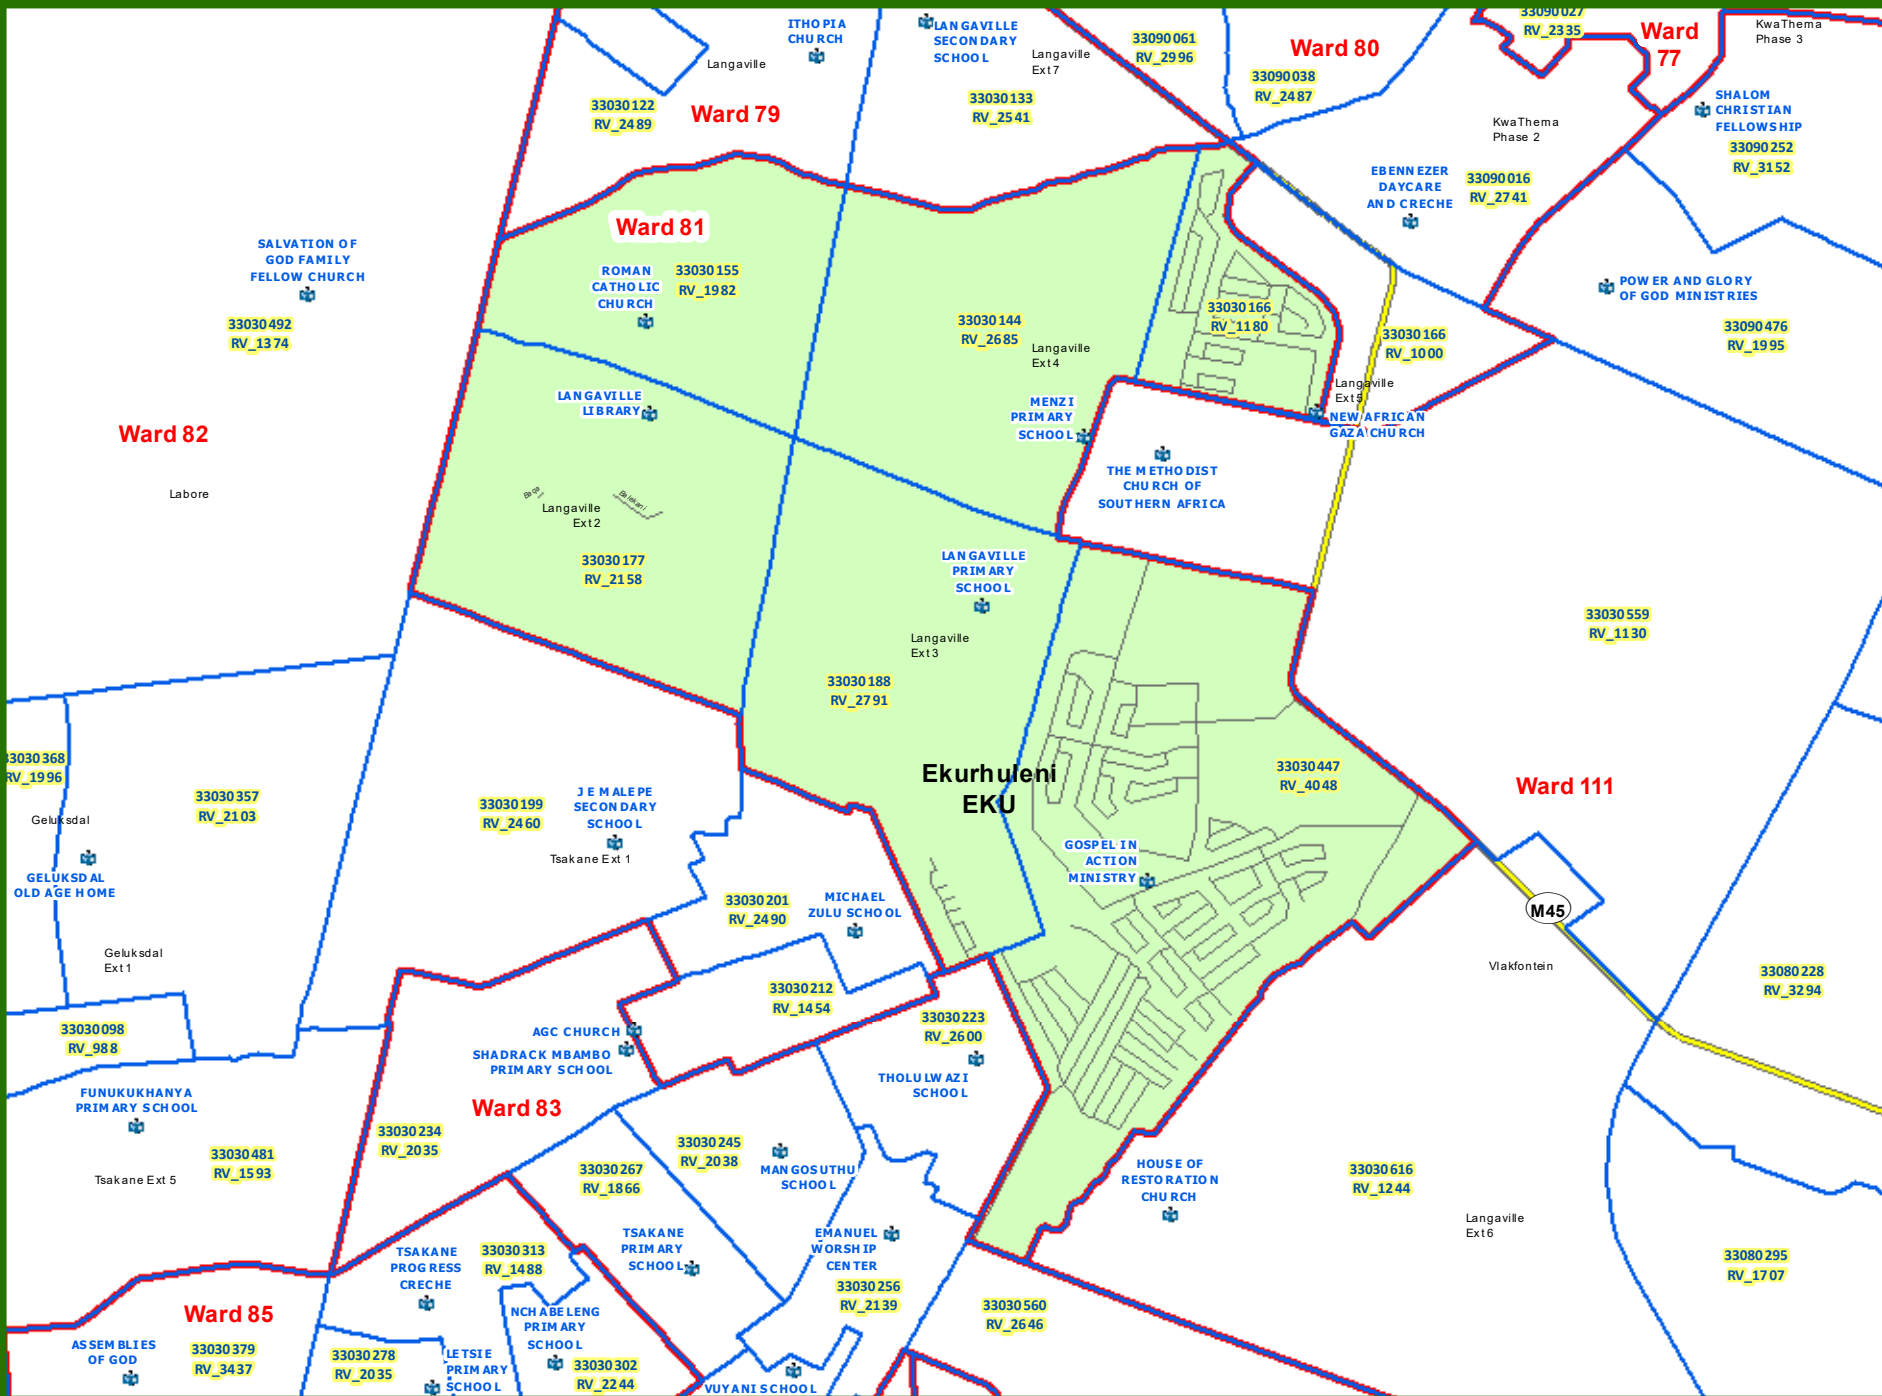 ITHOPIA
CHURCH
LANGAVILLE
SECONDARY
SCHOOL
Langaville
Langaville
Ext 7
33090061
RV_2996
Ward 80
33090038
RV_2487
33090027
RV_2335
Ward
77
KwaThema
Phase 3
33030122
RV_2489
Ward 79
33030133
RV_2541
KwaThema
Phase 2
SHALOM
CHRISTIAN
FELLOWSHIP
33090252
RV_3152
EBENNEZER
DAYCARE
AND CRECHE
33090016
RV_2741
Ward 81
SALVATION OF
GOD FAMILY
FELLOW CHURCH
33030492
RV_1374
ROMAN
CATHOLIC
CHURCH
33030155
RV_1982
33030144
RV_2685
Langaville
Ext 4
33030166
RV_1180
33030166
RV_1000
POWER AND GLORY
OF GOD MINISTRIES
33090476
RV_1995
Langaville
Ext 5
NEW AFRICAN
GAZA CHURCH
LANGAVILLE
LIBRARY
MENZI
PRIMARY
SCHOOL
Ward 82
THE METHODIST
CHURCH OF
SOUTHERN AFRICA
Labore
Baqa
Balekani
Langaville
Ext 2
33030177
RV_2158
LANGAVILLE
PRIMARY
SCHOOL
Langaville
Ext 3
33030559
RV_1130
33030188
RV_2791
33030368
RV_1996
33030357
RV_2103
Geluksdal
GELUKSDAL
OLD AGE HOME
33030199
RV_2460
J E MALEPE
SECONDARY
SCHOOL
Tsakane Ext 1
Ekurhuleni
EKU
33030447
RV_4048
Ward 111
GOSPEL IN
ACTION
MINISTRY
33030201
RV_2490
MICHAEL
ZULU SCHOOL
M45
Geluksdal
Ext 1
Vlakfontein
33080228
RV_3294
33030212
RV_1454
33030098
RV_988
AGC CHURCH
SHADRACK MBAMBO
PRIMARY SCHOOL
33030223
RV_2600
THOLULWAZI
SCHOOL
FUNUKUKHANYA
PRIMARY SCHOOL
Ward 83
33030234
RV_2035
33030245
RV_2038
33030481
RV_1593
Tsakane Ext 5
33030267
RV_1866
MANGOSUTHU
SCHOOL
HOUSE OF
RESTORATION
CHURCH
33030616
RV_1244
Langaville
Ext 6
TSAKANE
PROGRESS
CRECHE
33030313
RV_1488
TSAKANE
PRIMARY
SCHOOL
EMANUEL
WORSHIP
CENTER
33030256
RV_2139
33080295
RV_1707
Ward 85
33030560
RV_2646
NCHABELENG
PRIMARY
SCHOOL
ASSEMBLIES
OF GOD
33030379
RV_3437
33030278
RV_2035
LETSIE
PRIMARY
SCHOOL
33030302
RV_2244
VUYANI SCHOOL